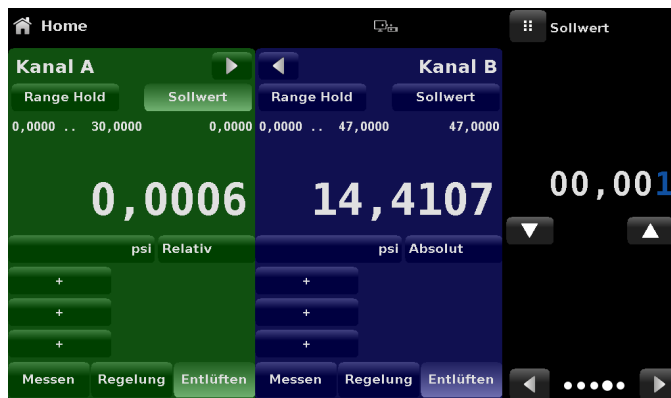 Home
Sollwert
Kanal A
Kanal B
Range Hold Sollwert
Range Hold Sollwert
0,0000 .. 30,0000 0,0000
0,0000 .. 47,0000 47,0000
0,0006
14,4107
00,001
psi Relativ
psi Absolut
+
+
+
+
+
+
Messen Regelung Entlüften
Messen Regelung Entlüften